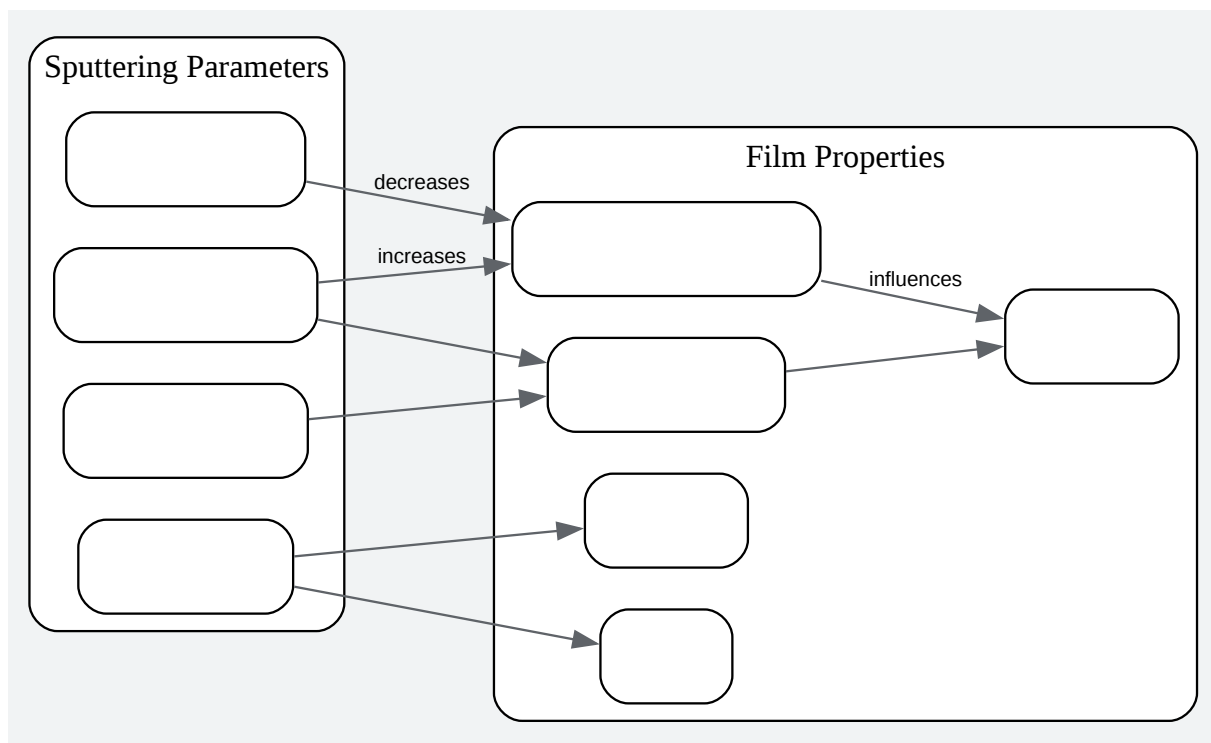 Sputtering Parameters
Film Properties
decreases
increases
influences